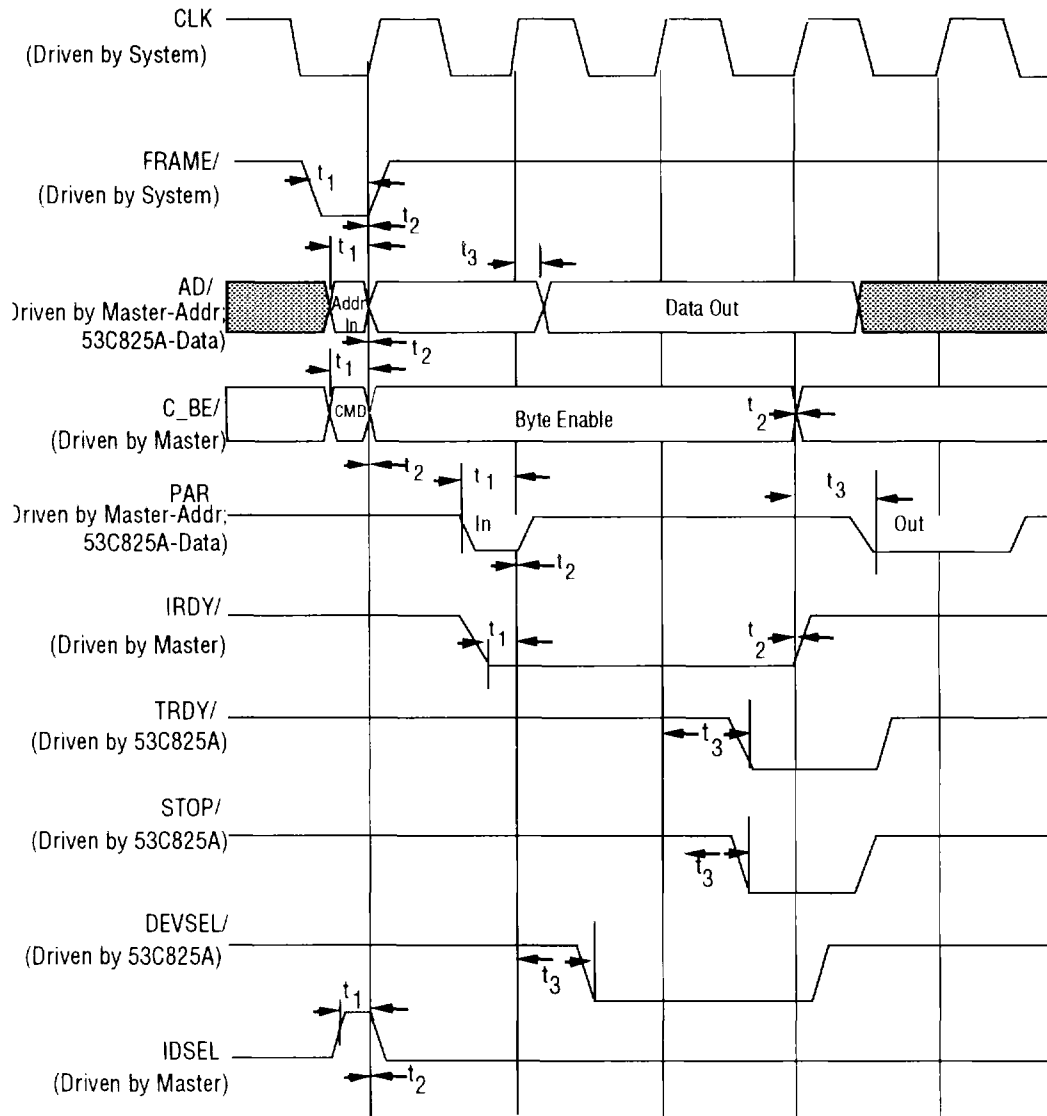 CLK
(Driven by System)
FRAME/
(Driven by System)
t1
t2
t1
t3
AD/
Driven by Master-Addr;
53C825A-Data)
Addr
In
Data Out
t2
t1
C_BE/
(Driven by Master)
CMD
Byte Enable
t2
t2
PAR
Driven by Master-Addr;
53C825A-Data)
t1
In
t3
Out
t2
IRDY/
(Driven by Master)
t1
t2
TRDY/
(Driven by 53C825A)
t3
STOP/
(Driven by 53C825A)
t3
DEVSEL/
(Driven by 53C825A)
t3
t1
IDSEL
(Driven by Master)
t2